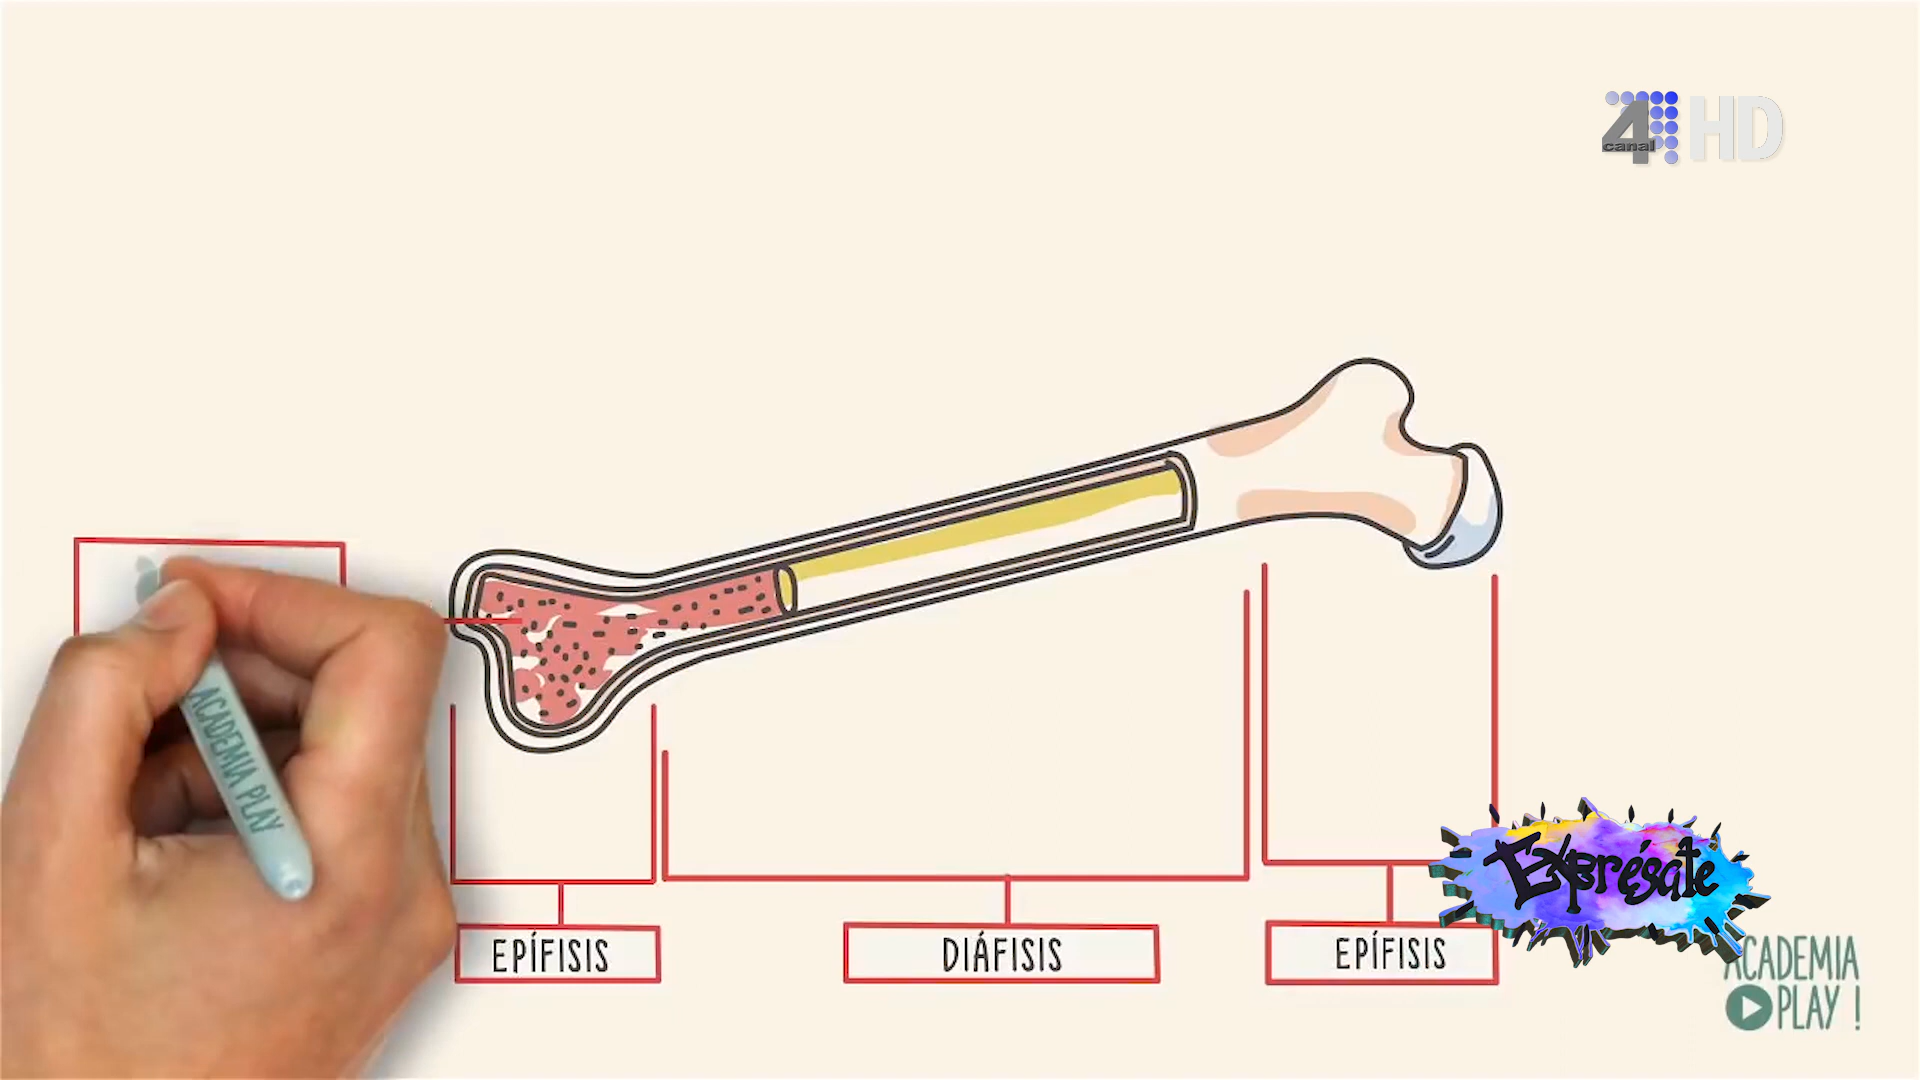 4
canal
HD
ACADEMIA PLAY
EPÍFISIS
DIÁFISIS
EPÍFISIS
Exprésate
ACADEMIA
PLAY !